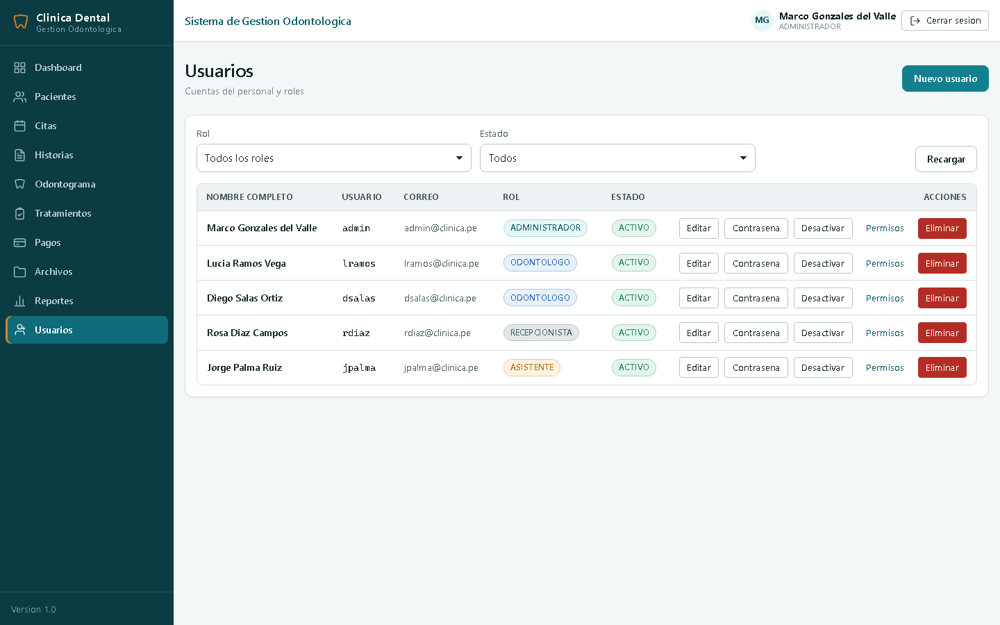 Clinica Dental
Gestion Odontologica
Dashboard
Pacientes
Citas
Historias
Odontograma
Tratamientos
Pagos
Archivos
Reportes
Usuarios
Version 1.0
Sistema de Gestion Odontologica
MG
Marco Gonzales del Valle
ADMINISTRADOR
Cerrar sesion
Usuarios
Cuentas del personal y roles
Nuevo usuario
Rol
Todos los roles
Estado
Todos
Recargar
NOMBRE COMPLETO USUARIO CORREO ROL ESTADO ACCIONES
Marco Gonzales del Valle admin admin@clinica.pe ADMINISTRADOR ACTIVO Editar Contrasena Desactivar Permisos Eliminar
Lucia Ramos Vega lramos lramos@clinica.pe ODONTOLOGO ACTIVO Editar Contrasena Desactivar Permisos Eliminar
Diego Salas Ortiz dsalas dsalas@clinica.pe ODONTOLOGO ACTIVO Editar Contrasena Desactivar Permisos Eliminar
Rosa Diaz Campos rdiaz rdiaz@clinica.pe RECEPCIONISTA ACTIVO Editar Contrasena Desactivar Permisos Eliminar
Jorge Palma Ruiz jpalma jpalma@clinica.pe ASISTENTE ACTIVO Editar Contrasena Desactivar Permisos Eliminar